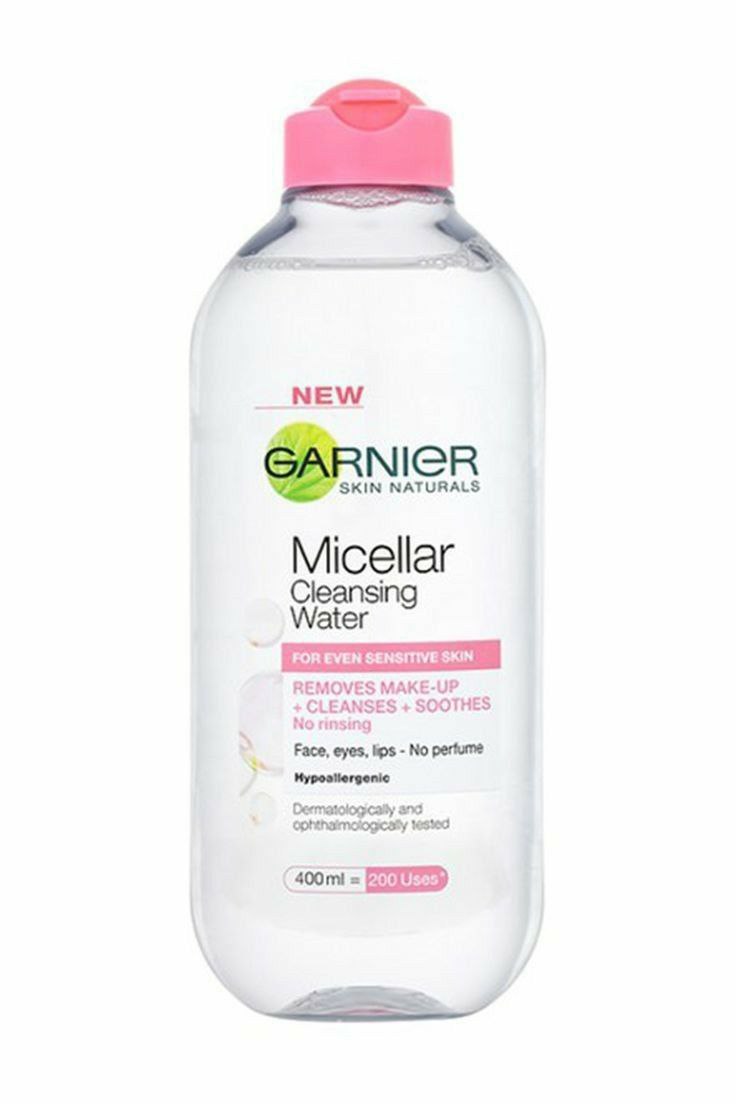 NEW
GARNIER
SKIN NATURALS
Micellar
Cleansing
Water
FOR EVEN SENSITIVE SKIN
REMOVES MAKE-UP
+ CLEANSES + SOOTHES
No rinsing
Face, eyes, lips - No perfume
Hypoallergenic
Dermatologically and
ophthalmologically tested
400ml = 200 Uses*